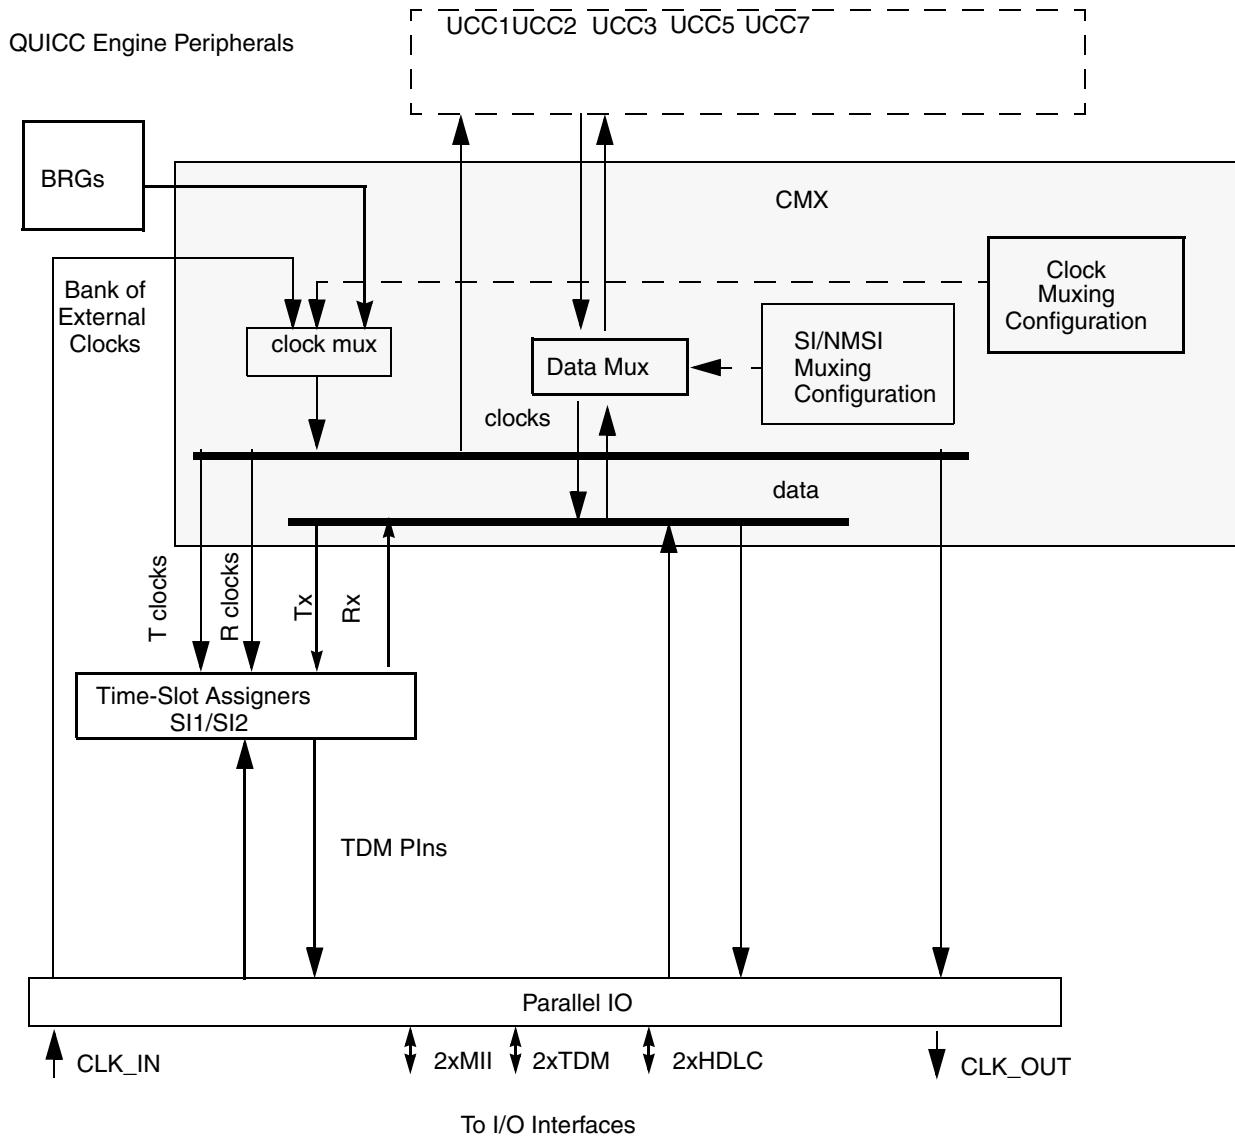 UCC1UCC2 UCC3 UCC5 UCC7
QUICC Engine Peripherals
BRGs
CMX
Clock
Muxing
Configuration
Bank of
External
Clocks
clock mux
SI/NMSI
Muxing
Configuration
Data Mux
clocks
data
T clocks
R clocks
Tx
Rx
Time-Slot Assigners
SI1/SI2
TDM PIns
Parallel IO
CLK_IN
2xMII
2xTDM
2xHDLC
CLK_OUT
To I/O Interfaces